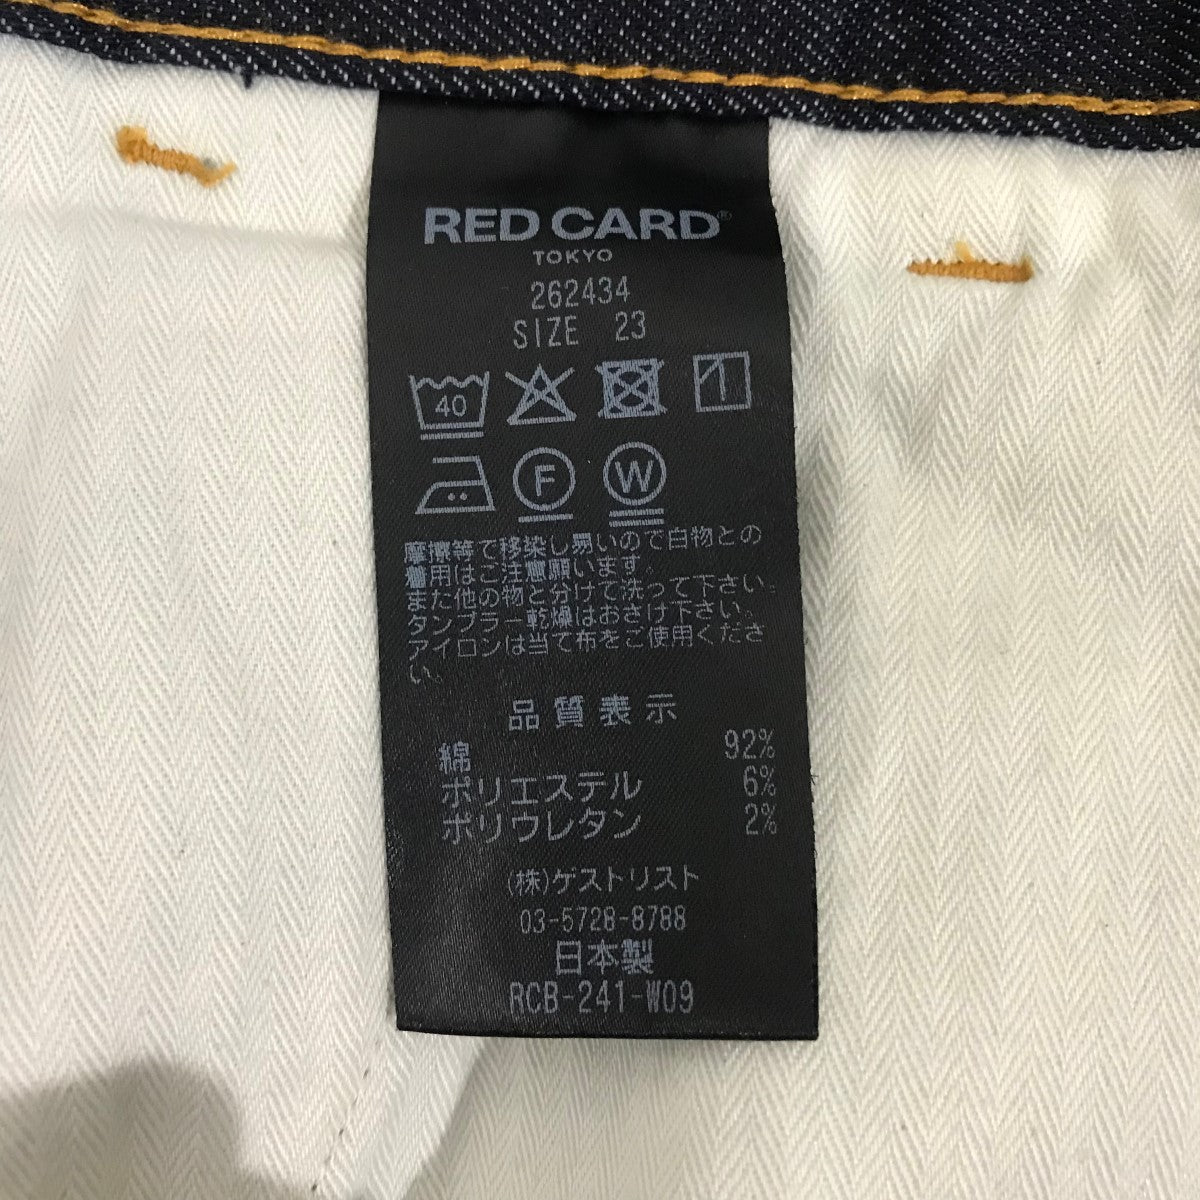 RED CARD®
TOKYO
262434
SIZE 23
40
F W
摩擦等で移染し易いので白物との
着用はご注意願います。
また他の物と分けて洗って下さい。
タンブラー乾燥はおさけ下さい。
アイロンは当て布をご使用くださ
い。
品質表示
綿 92%
ポリエステル 6%
ポリウレタン 2%
(株)ゲストリスト
03-5728-8788
日本製
RCB-241-W09